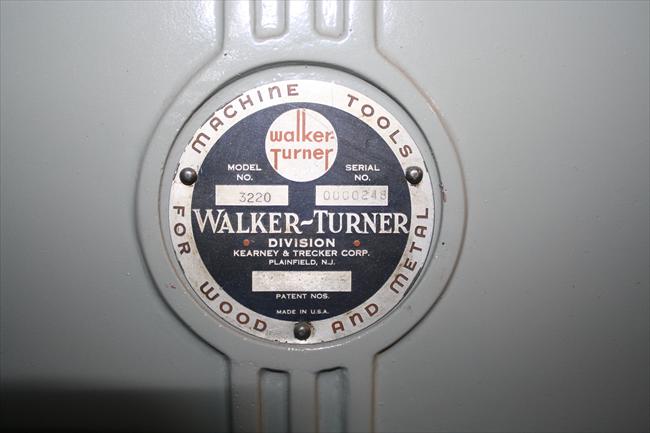 MACHINE TOOLS
walker-
Turner
MODEL NO.
SERIAL NO.
3220
0000248
WALKER-TURNER
DIVISION
KEARNEY & TRECKER CORP.
PLAINFIELD, N.J.
PATENT NOS.
MADE IN U.S.A.
FOR WOOD AND METAL